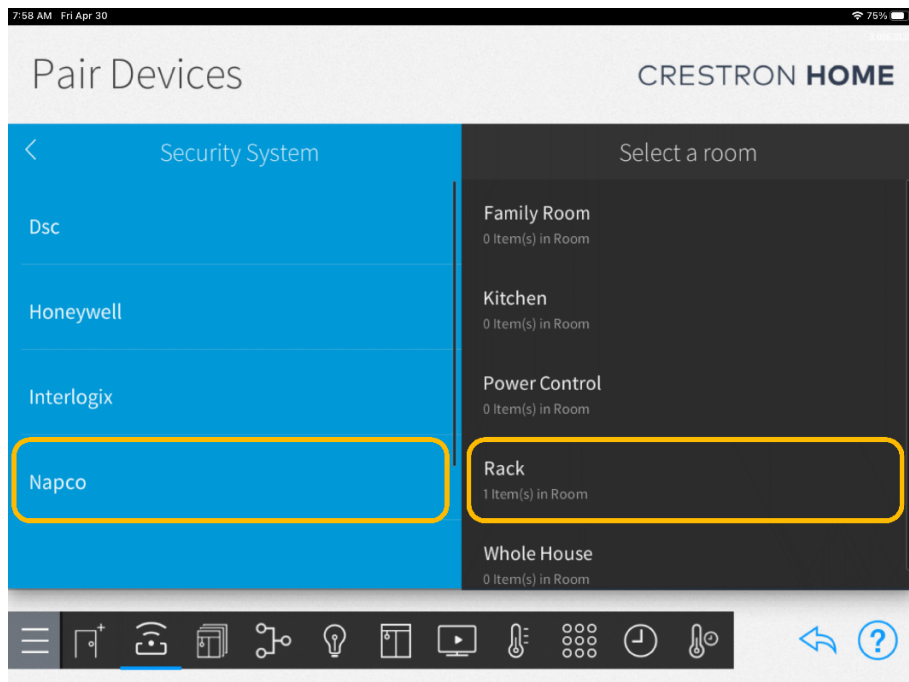 7:58 AM Fri Apr 30
75%
Pair Devices
CRESTRON HOME
Security System
Dsc
Honeywell
Interlogix
Napco
Select a room
Family Room
0 Item(s) in Room
Kitchen
0 Item(s) in Room
Power Control
0 Item(s) in Room
Rack
1 Item(s) in Room
Whole House
0 Item(s) in Room
?